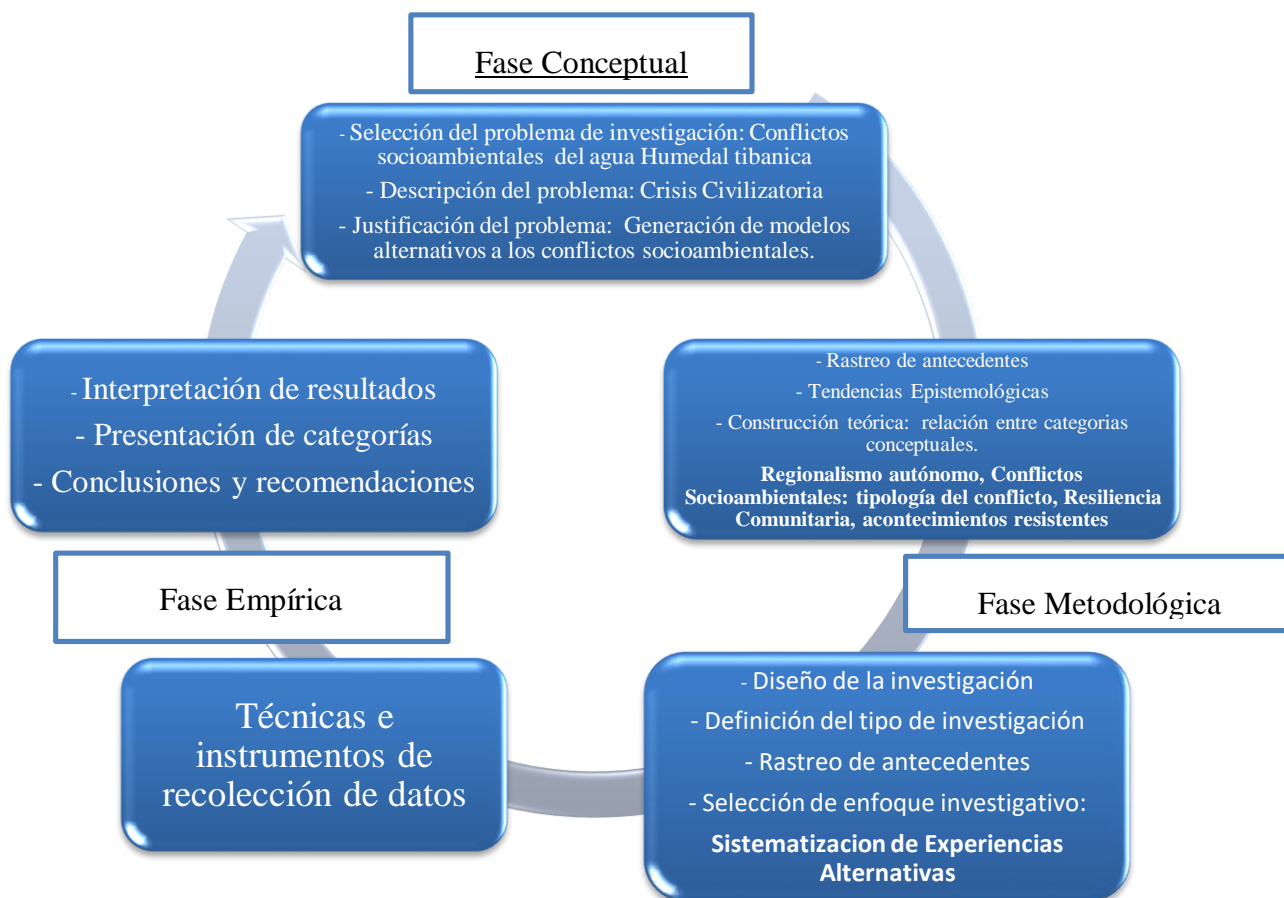 Fase Conceptual
- Selección del problema de investigación: Conflictos
socioambientales del agua Humedal tibanica
- Descripción del problema: Crisis Civilizatoria
- Justificación del problema: Generación de modelos
alternativos a los conflictos socioambientales.
- Rastreo de antecedentes
- Tendencias Epistemológicas
- Construcción teórica: relación entre categorias
conceptuales.
Regionalismo autónomo, Conflictos
Socioambientales: tipología del conflicto, Resiliencia
Comunitaria, acontecimientos resistentes
Fase Metodológica
- Diseño de la investigación
- Definición del tipo de investigación
- Rastreo de antecedentes
- Selección de enfoque investigativo:
Sistematizacion de Experiencias
Alternativas
Técnicas e
instrumentos de
recolección de datos
Fase Empírica
- Interpretación de resultados
- Presentación de categorías
- Conclusiones y recomendaciones